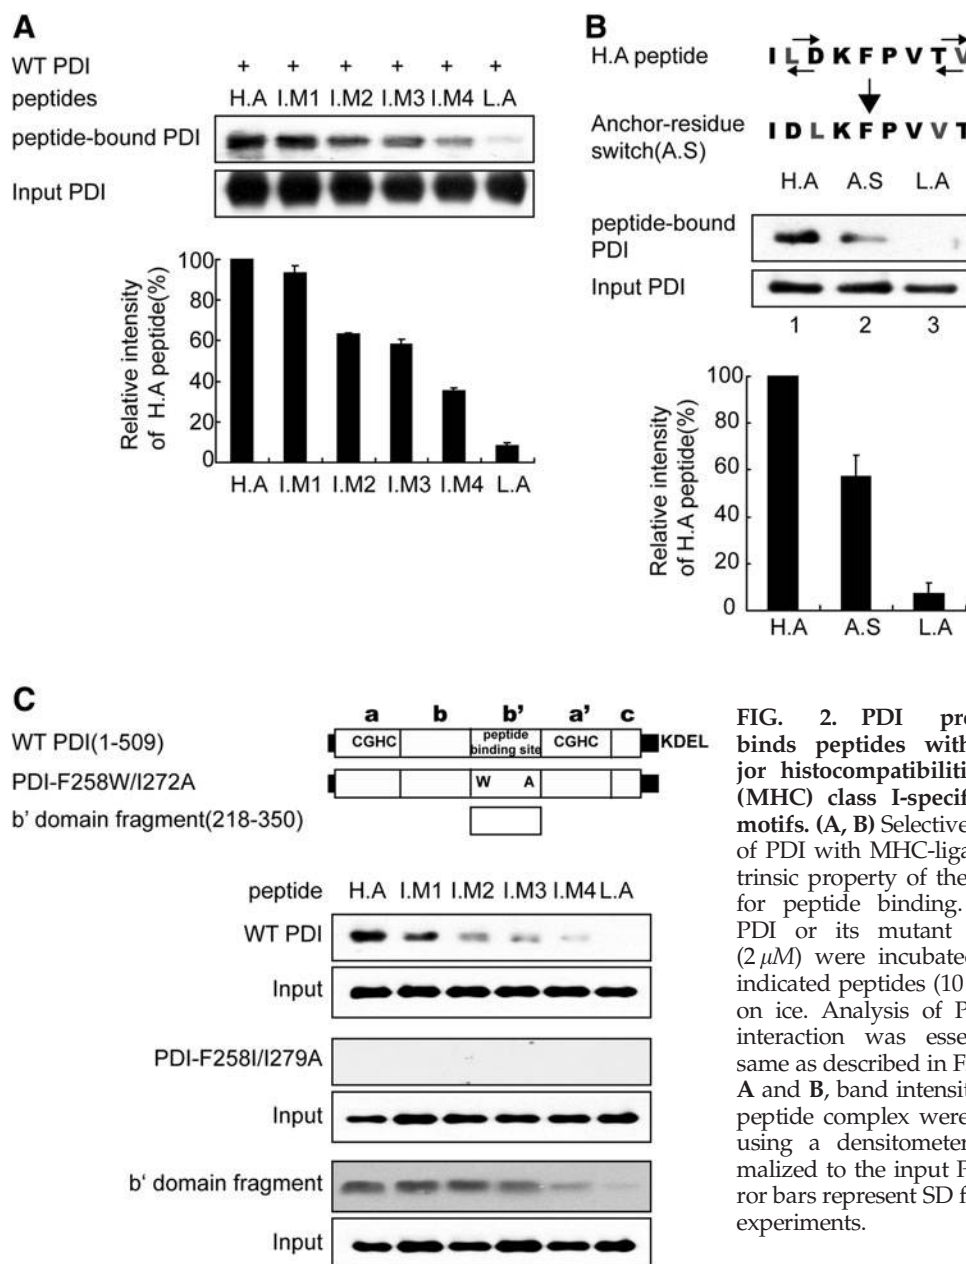 A
WT PDI + + + + + +
peptides H.A I.M1 I.M2 I.M3 I.M4 L.A
peptide-bound PDI
Input PDI
Relative intensity of H.A peptide(%)
100
80
60
40
20
0
H.A I.M1 I.M2 I.M3 I.M4 L.A
B
H.A peptide I L D K F P V T V
Anchor-residue switch(A.S) I D L K F P V V T
H.A A.S L.A
peptide-bound PDI
Input PDI
1 2 3
Relative intensity of H.A peptide(%)
100
80
60
40
20
0
H.A A.S L.A
C
a b b' a' c
WT PDI(1-509) CGHC peptide binding site CGHC KDEL
PDI-F258W/I272A W A
b' domain fragment(218-350)
peptide H.A I.M1 I.M2 I.M3 I.M4 L.A
WT PDI
Input
PDI-F258I/I279A
Input
b' domain fragment
Input
FIG. 2. PDI pre
binds peptides with
jor histocompatibiliti
(MHC) class I-specif
motifs. (A, B) Selective
of PDI with MHC-liga
trinsic property of the
for peptide binding.
PDI or its mutant
(2 μM) were incubated
indicated peptides (10
on ice. Analysis of P
interaction was esse
same as described in F
A and B, band intensit
peptide complex were
using a densitometer
malized to the input P
ror bars represent SD f
experiments.